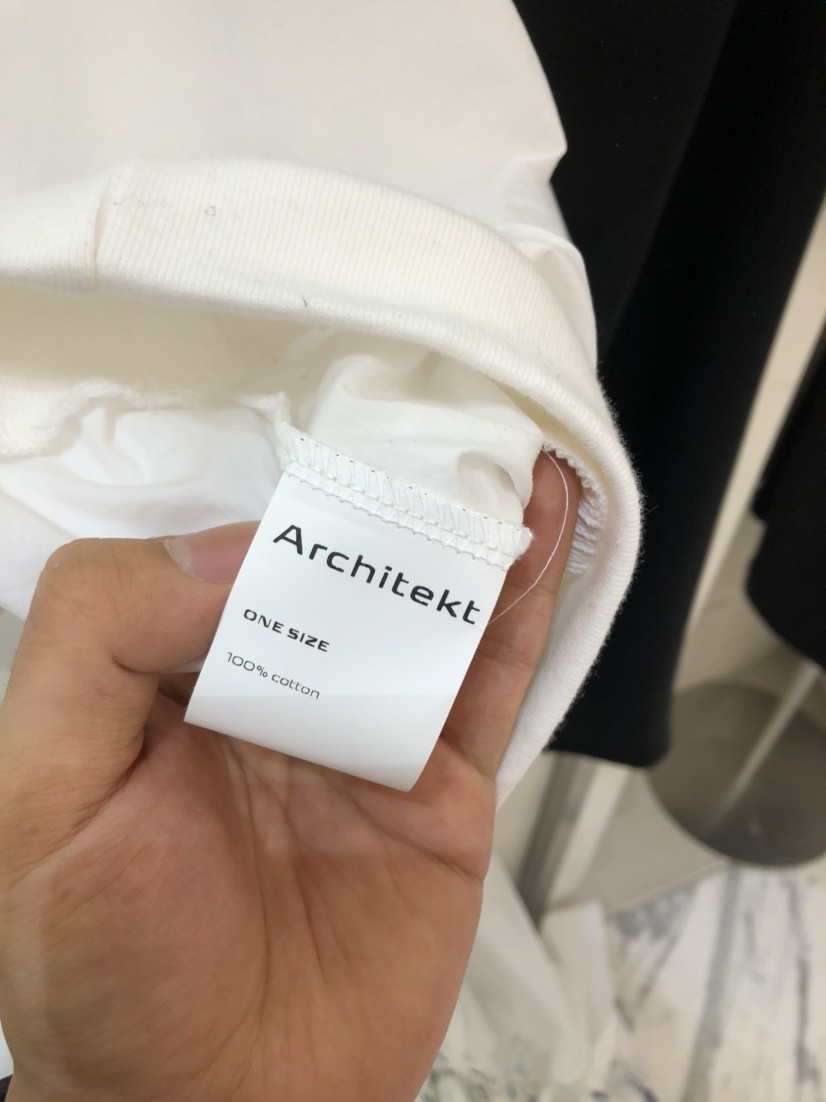 Architekt
ONE SIZE
100% cotton